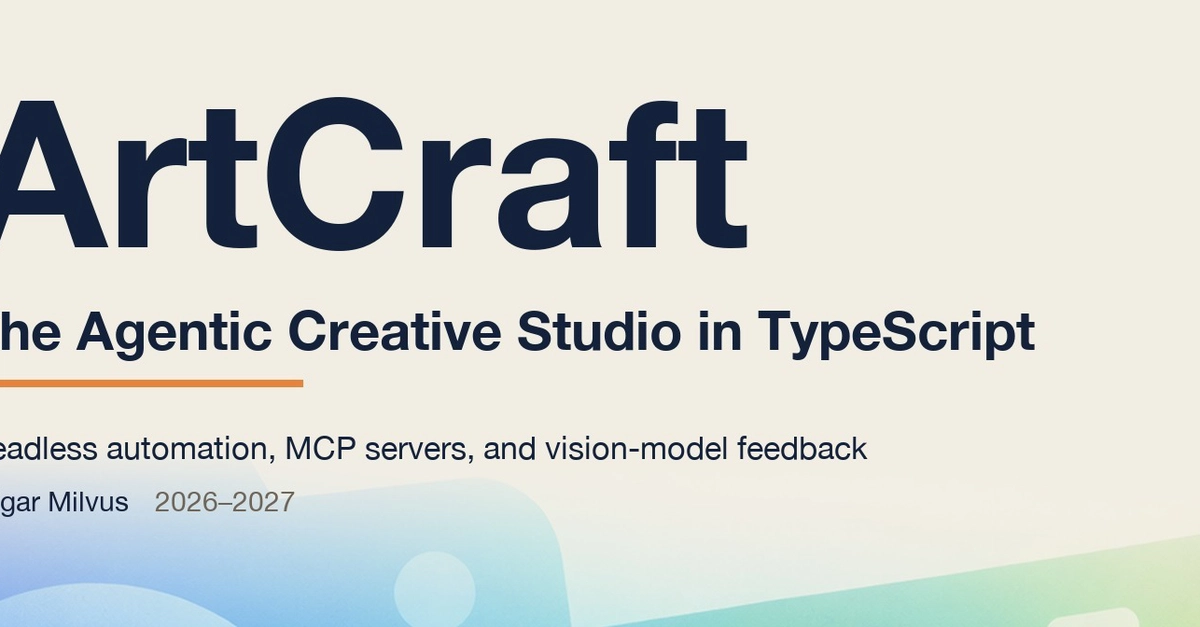 ArtCraft
he Agentic Creative Studio in TypeScript
eadless automation, MCP servers, and vision-model feedback
gar Milvus 2026–2027